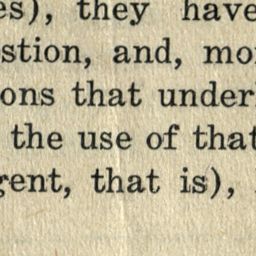 es), they have
stion, and, mo
ons that under
the use of that
gent, that is),